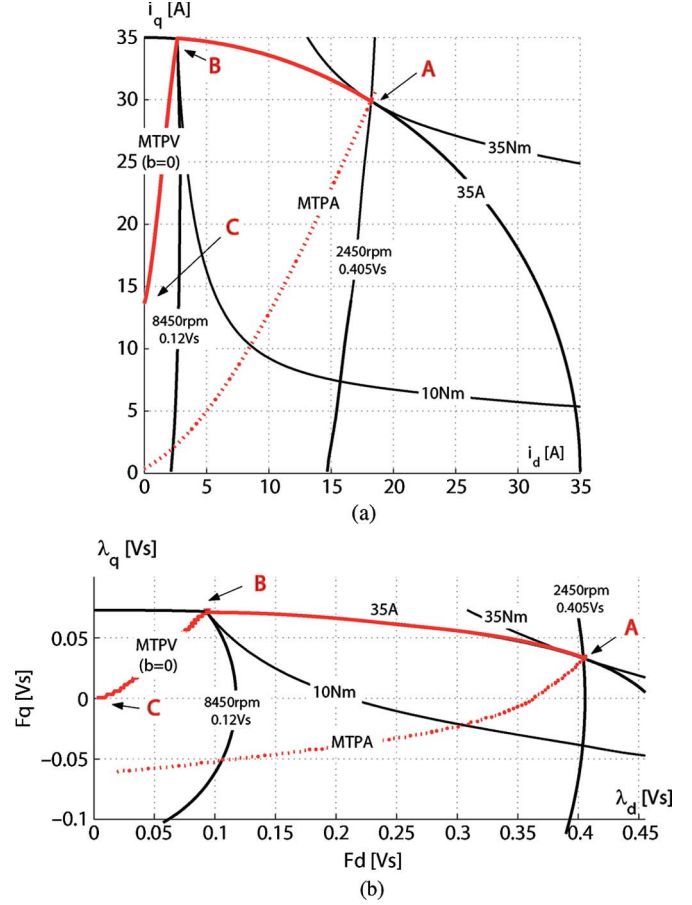 i_q [A]
35
30
25
20
15
10
5
0
B
A
MTPV
(b=0)
C
MTPA
35Nm
35A
2450rpm
0.405Vs
8450rpm
0.12Vs
10Nm
i_d [A]
0 5 10 15 20 25 30 35
(a)
λ_q [Vs]
Fq [Vs]
0.05
0
−0.05
−0.1
B
A
35A
35Nm
2450rpm
0.405Vs
MTPV
(b=0)
C
8450rpm
0.12Vs
10Nm
MTPA
λ_d [Vs]
0 0.05 0.1 0.15 0.2 0.25 0.3 0.35 0.4 0.45
Fd [Vs]
(b)